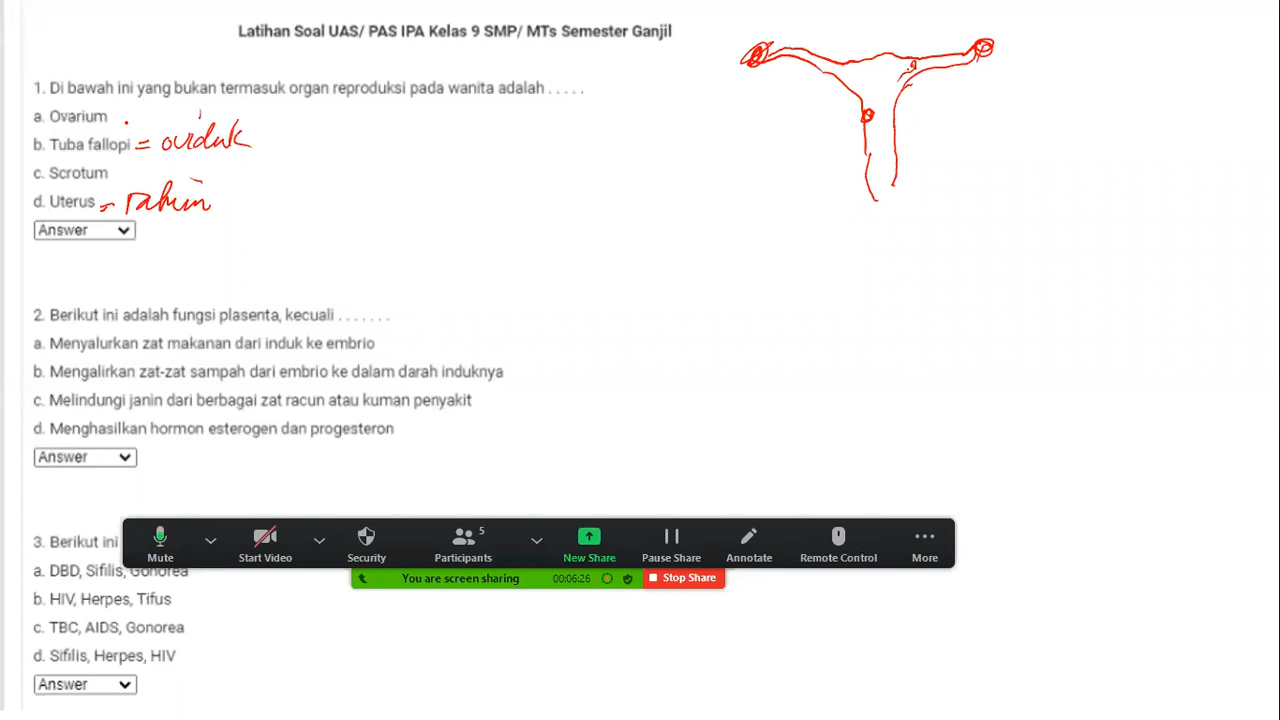 Latihan Soal UAS/ PAS IPA Kelas 9 SMP/ MTs Semester Ganjil
1. Di bawah ini yang bukan termasuk organ reproduksi pada wanita adalah . . . . .
a. Ovarium
b. Tuba fallopi = oviduk
c. Scrotum
d. Uterus = rahim
Answer
2. Berikut ini adalah fungsi plasenta, kecuali . . . . . . .
a. Menyalurkan zat makanan dari induk ke embrio
b. Mengalirkan zat-zat sampah dari embrio ke dalam darah induknya
c. Melindungi janin dari berbagai zat racun atau kuman penyakit
d. Menghasilkan hormon esterogen dan progesteron
Answer
3. Berikut ini
Mute Start Video Security Participants 5 New Share Pause Share Annotate Remote Control More
You are screen sharing 00:06:26 Stop Share
a. DBD, Sifilis, Gonorea
b. HIV, Herpes, Tifus
c. TBC, AIDS, Gonorea
d. Sifilis, Herpes, HIV
Answer